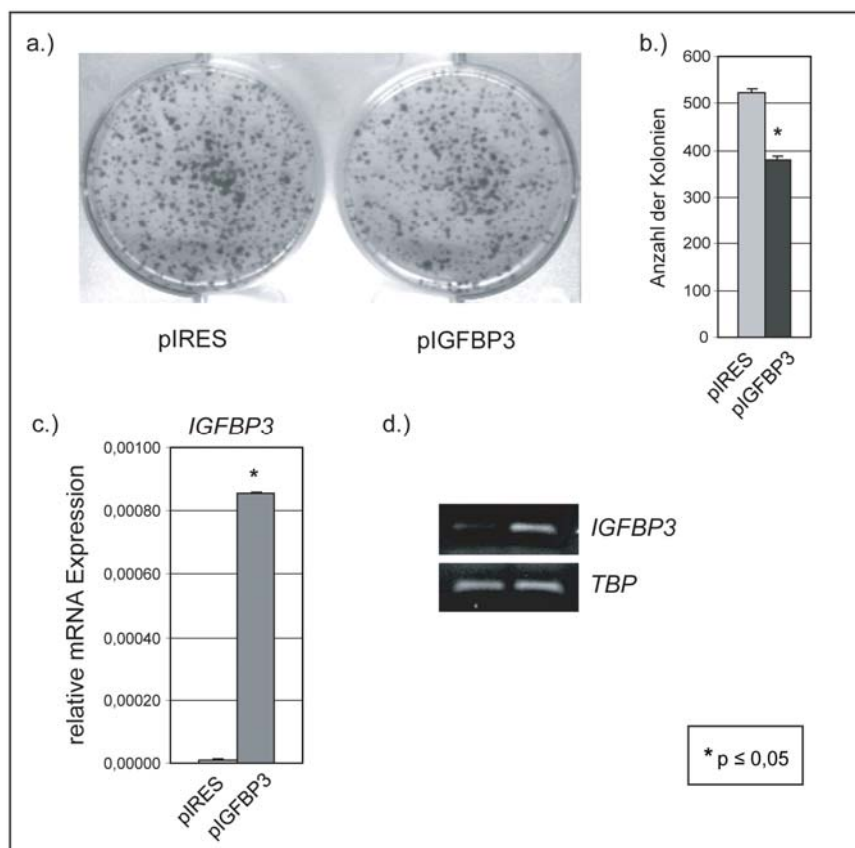 a.)
pIRES
pIGFBP3
b.)
600
500
400
300
200
100
0
Anzahl der Kolonien
*
pIRES
pIGFBP3
c.)
IGFBP3
0,00100
0,00080
0,00060
0,00040
0,00020
0,00000
relative mRNA Expression
*
pIRES
pIGFBP3
d.)
IGFBP3
TBP
* p ≤ 0,05